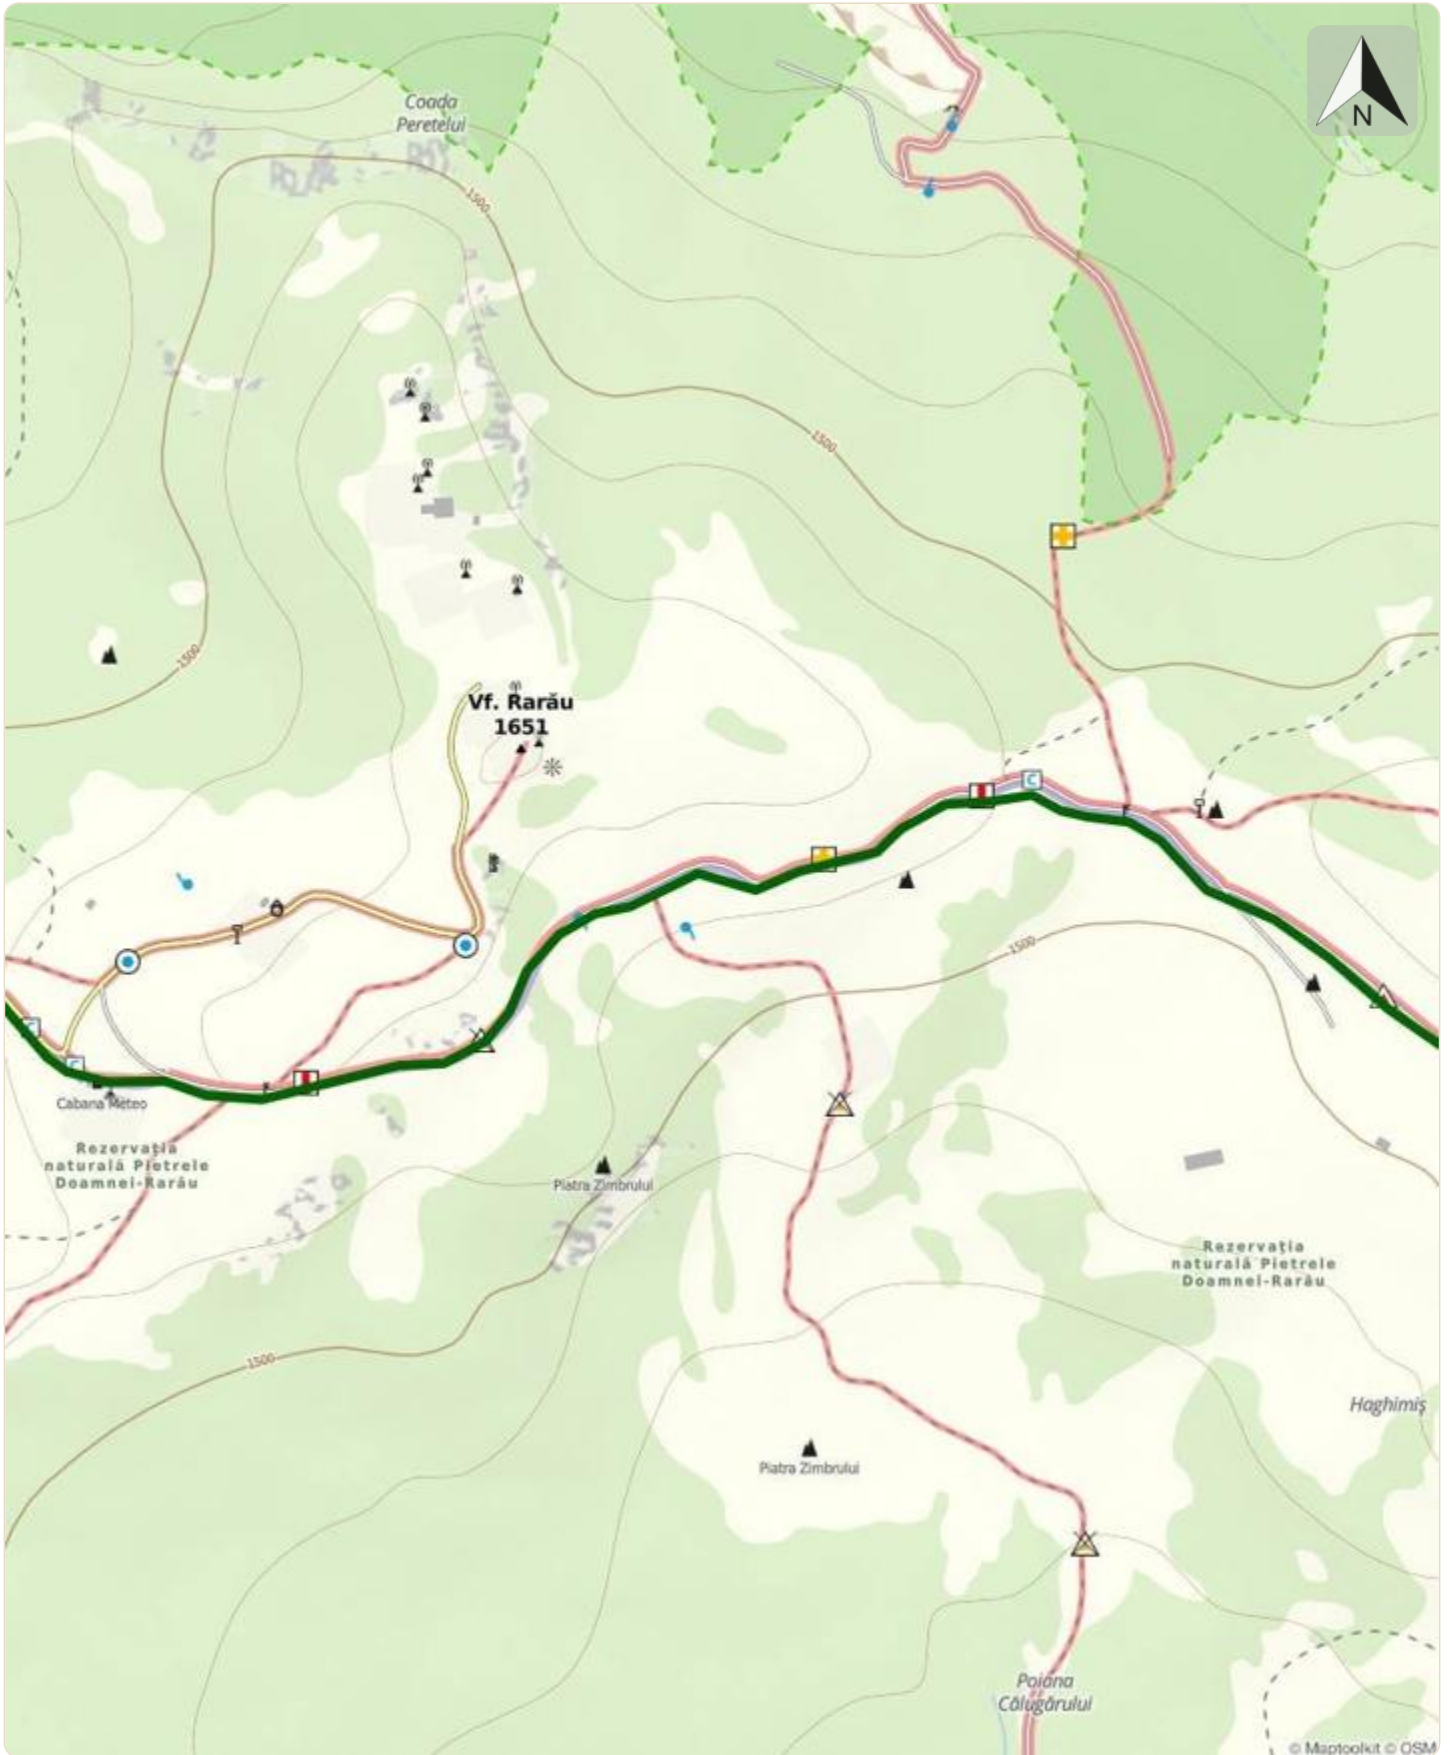 Coada
Peretelui
N
1500
1500
1500
Vf. Rarău
1651
1500
C
C
C
Cabana Meteo
Rezervația
naturală Pietrele
Doamnei-Rarău
Piatra Zimbrului
Rezervația
naturală Pietrele
Doamnei-Rarău
1500
Haghimiș
Piatra Zimbrului
Poiana
Călugărului
© Maptoolkit © OSM